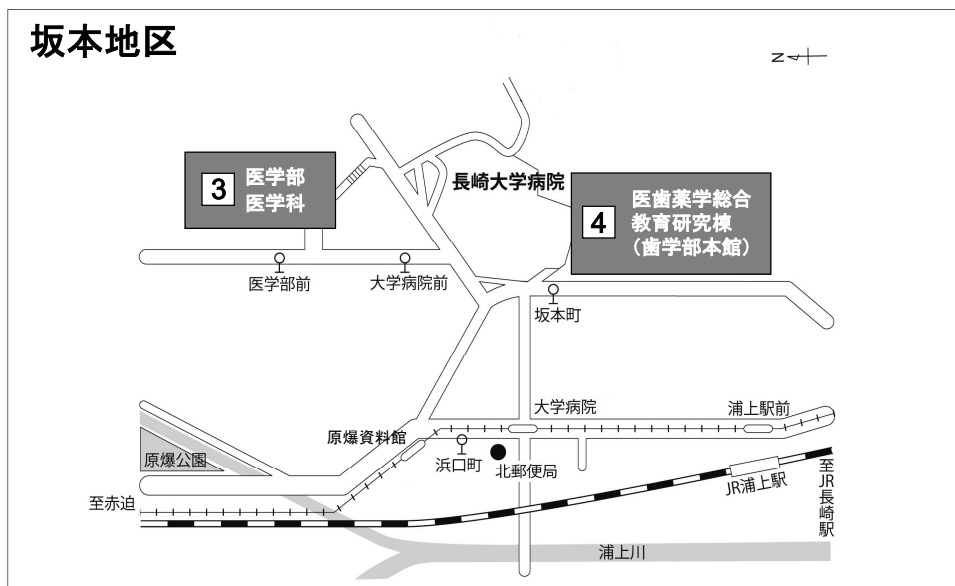 坂本地区
N
3
医学部
医学科
長崎大学病院
4
医歯薬学総合
教育研究棟
（歯学部本館）
医学部前
大学病院前
坂本町
大学病院
浦上駅前
原爆資料館
浜口町
北郵便局
原爆公園
JR浦上駅
至JR長崎駅
至赤迫
浦上川